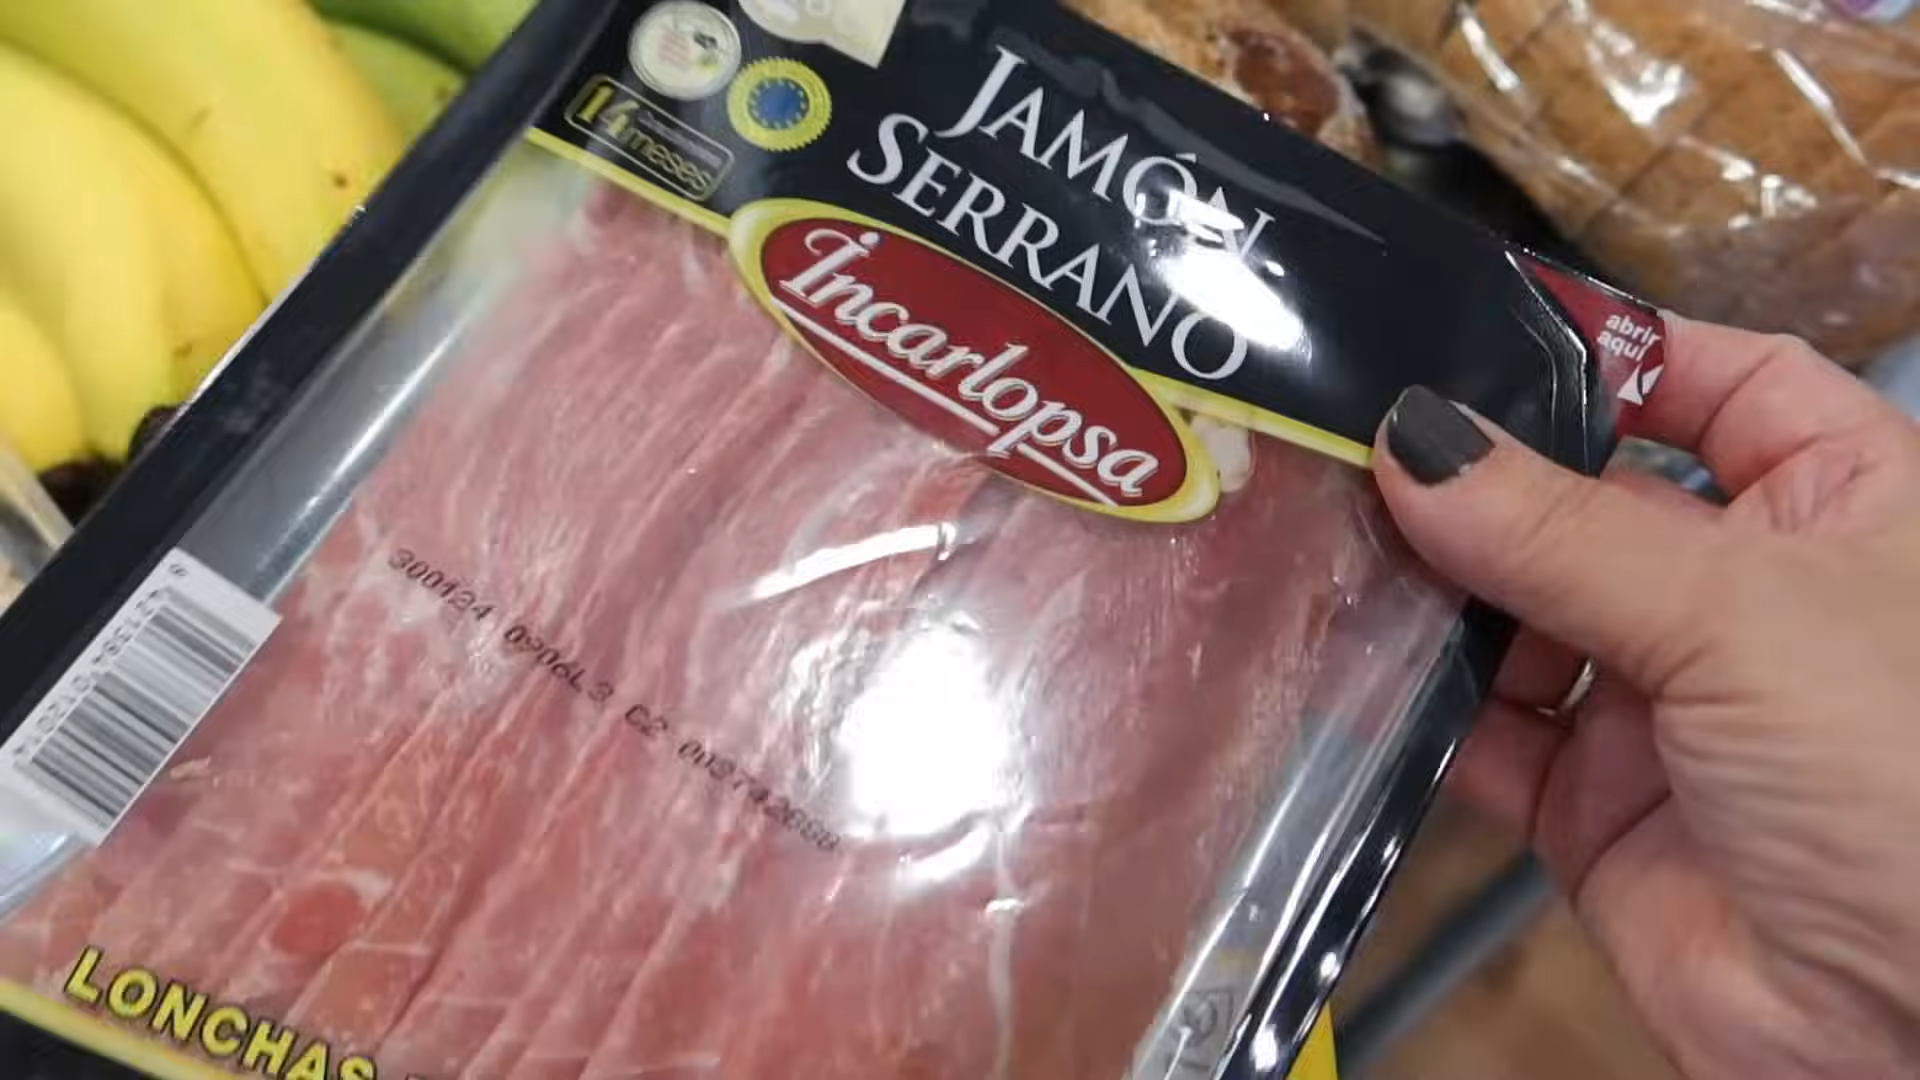 14 meses
JAMÓN
SERRANO
Incarlopsa
abrir
aquí
300124 0206L3 C2
LONCHAS